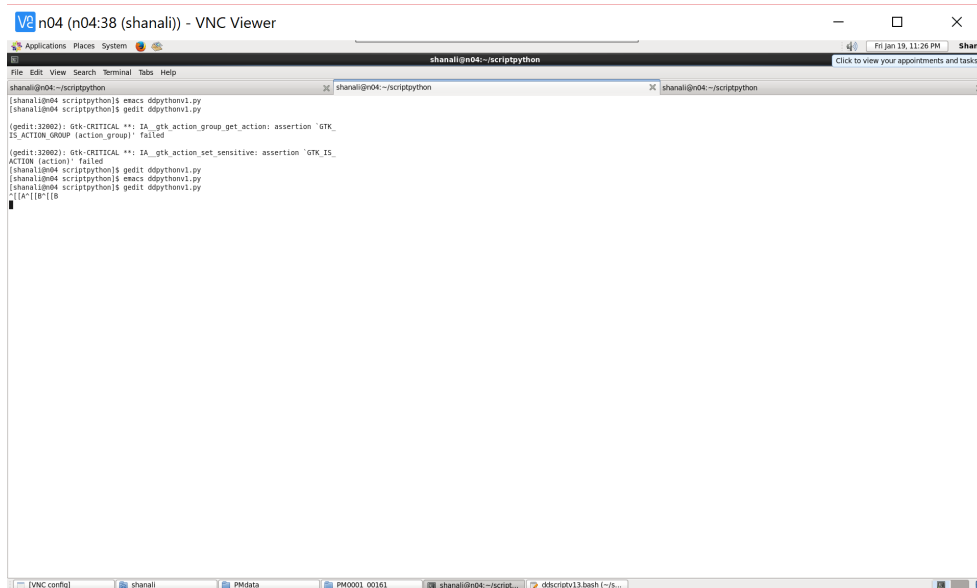 n04 (n04:38 (shanali)) - VNC Viewer
Applications Places System
Fri Jan 19, 11:26 PM Shan
shanali@n04:~/scriptpython
Click to view your appointments and tasks
File Edit View Search Terminal Tabs Help
shanali@n04:~/scriptpython shanali@n04:~/scriptpython shanali@n04:~/scriptpython
[shanali@n04 scriptpython]$ emacs ddpythonv1.py
[shanali@n04 scriptpython]$ gedit ddpythonv1.py
(gedit:32002): Gtk-CRITICAL **: IA__gtk_action_group_get_action: assertion `GTK_
IS_ACTION_GROUP (action_group)' failed
(gedit:32002): Gtk-CRITICAL **: IA__gtk_action_set_sensitive: assertion `GTK_IS_
ACTION (action)' failed
[shanali@n04 scriptpython]$ gedit ddpythonv1.py
[shanali@n04 scriptpython]$ emacs ddpythonv1.py
[shanali@n04 scriptpython]$ gedit ddpythonv1.py
^[[A^[[B^[[B
[VNC config] shanali PMdata PM0001_00161 shanali@n04:~/script... ddscriptv13.bash (~/s...